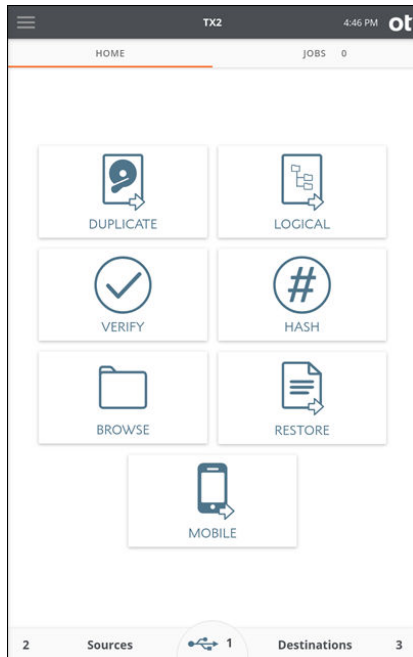 TX2 4:46 PM ot
HOME JOBS 0
DUPLICATE LOGICAL
VERIFY # HASH
BROWSE RESTORE
MOBILE
2 Sources 1 Destinations 3